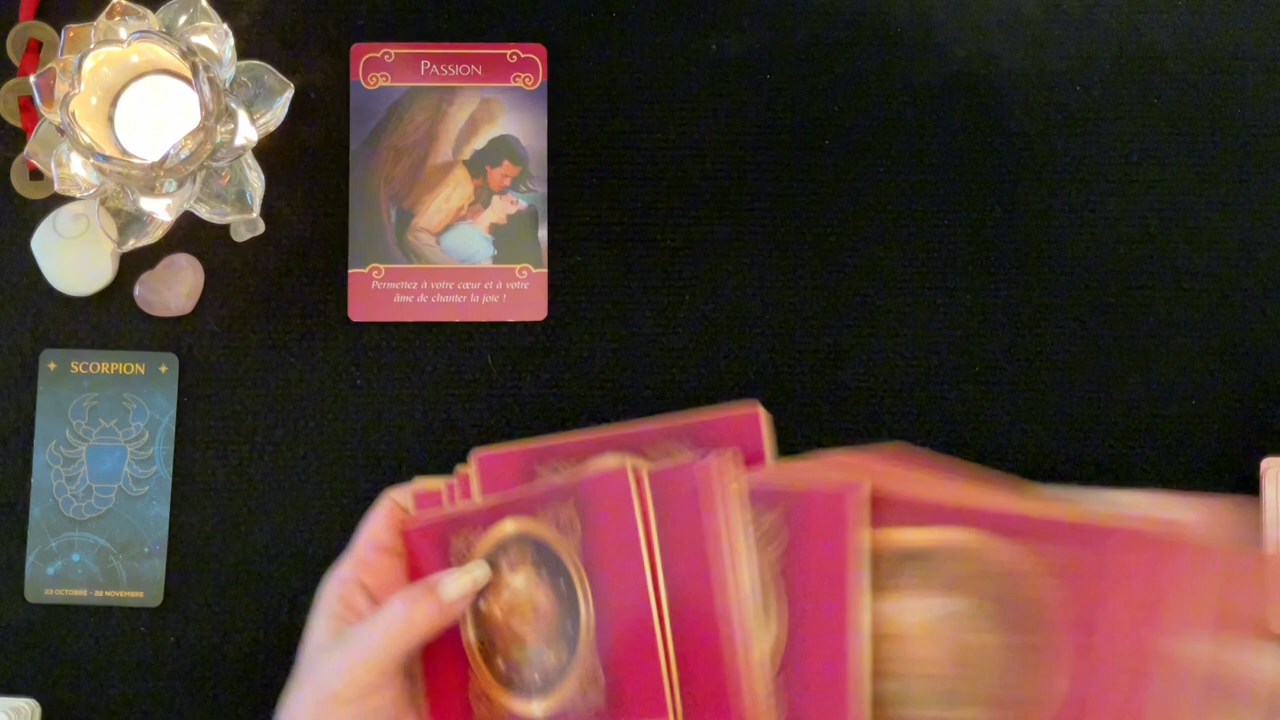 PASSION
Permettez à votre cœur et à votre
âme de chanter la joie !
SCORPION
23 OCTOBRE - 22 NOVEMBRE